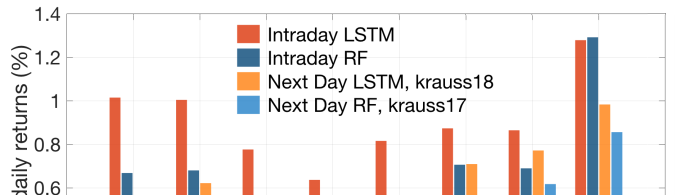 1.4
1.2
1
0.8
0.6
daily returns (%)
Intraday LSTM
Intraday RF
Next Day LSTM, krauss18
Next Day RF, krauss17